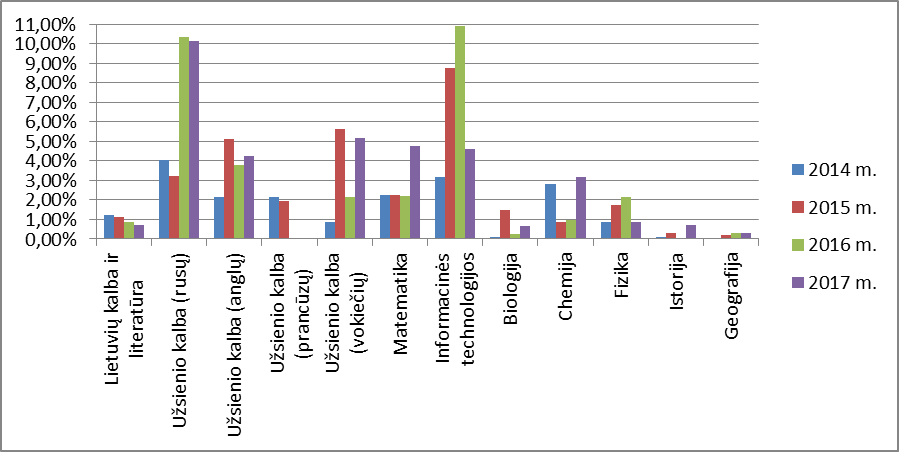 11,00%
10,00%
9,00%
8,00%
7,00%
6,00%
5,00%
4,00%
3,00%
2,00%
1,00%
0,00%
Lietuvių kalba ir
literatūra
Užsienio kalba (rusų)
Užsienio kalba (anglų)
Užsienio kalba
(prancūzų)
Užsienio kalba
(vokiečių)
Matematika
Informacinės
technologijos
Biologija
Chemija
Fizika
Istorija
Geografija
2014 m.
2015 m.
2016 m.
2017 m.